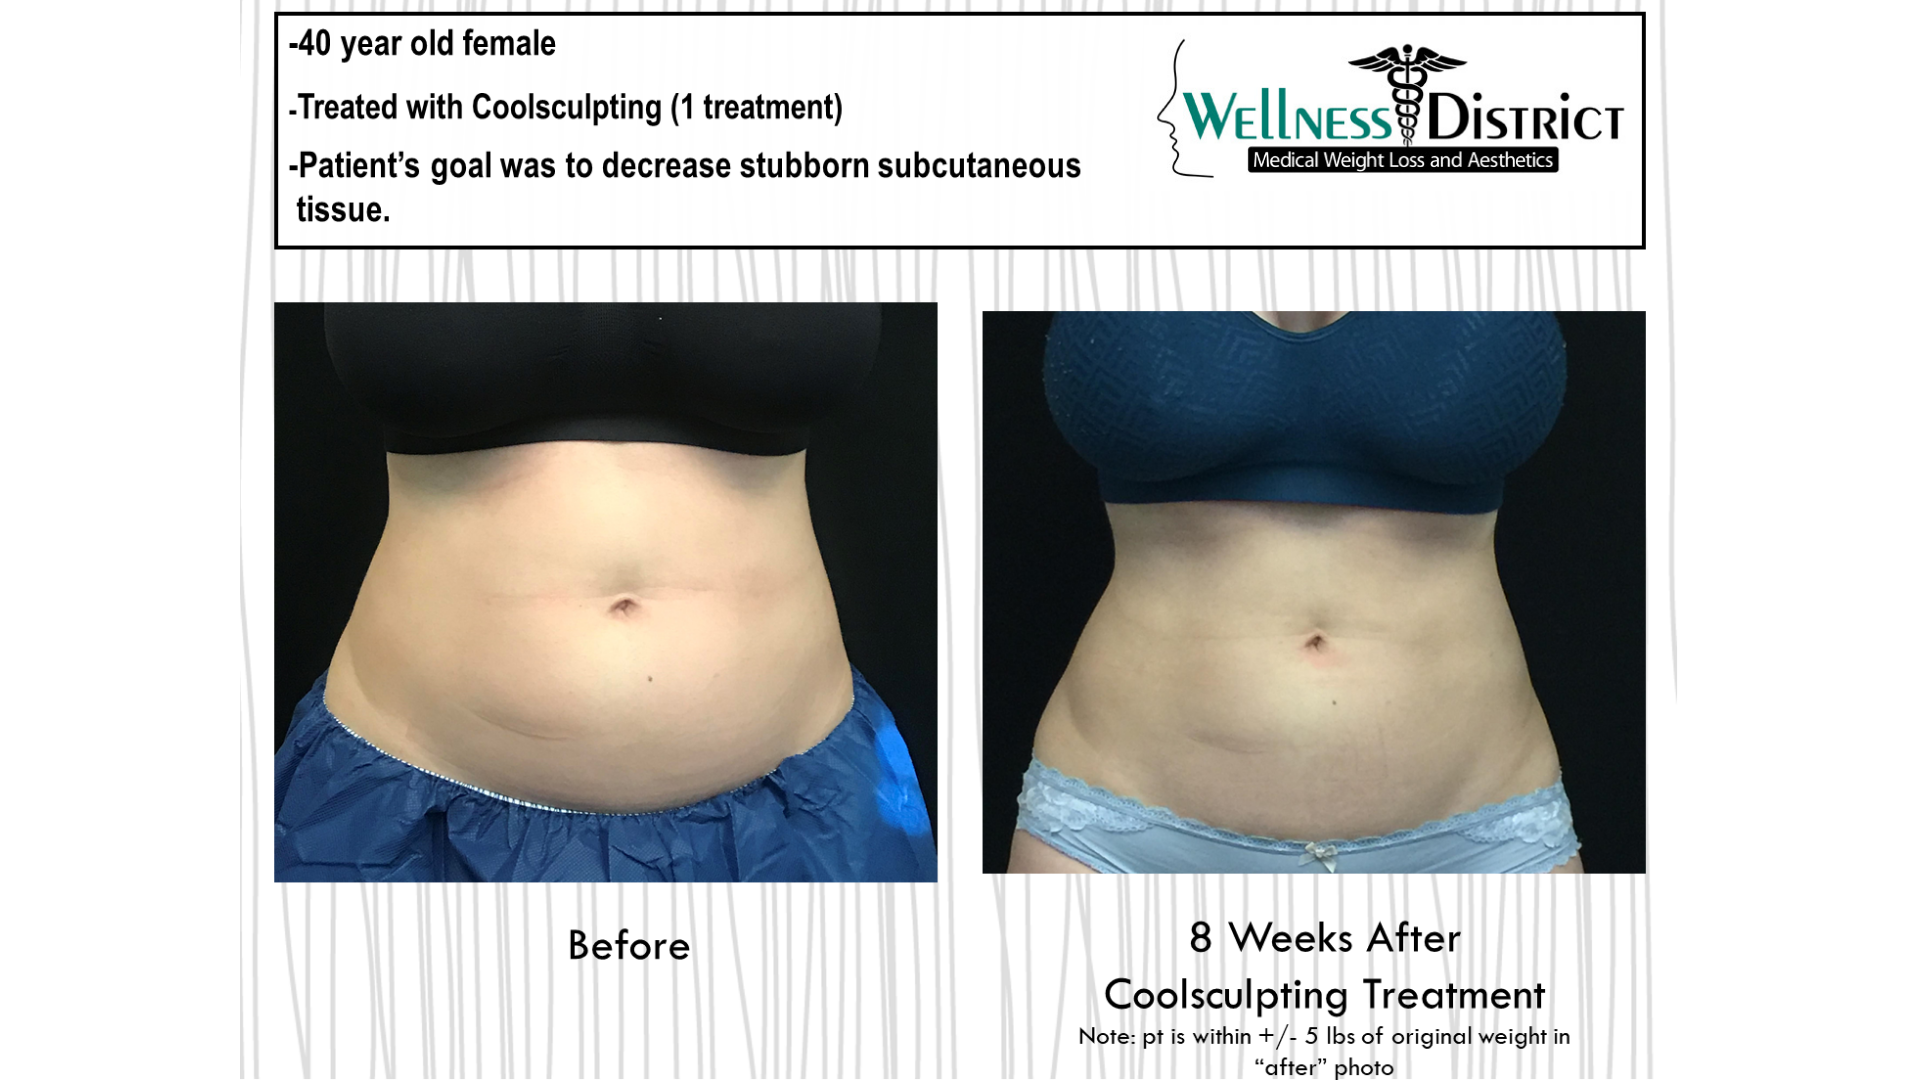 -40 year old female
-Treated with Coolsculpting (1 treatment)
-Patient’s goal was to decrease stubborn subcutaneous
tissue.
WELLNESS DISTRICT
Medical Weight Loss and Aesthetics
Before
8 Weeks After
Coolsculpting Treatment
Note: pt is within +/- 5 lbs of original weight in
“after” photo